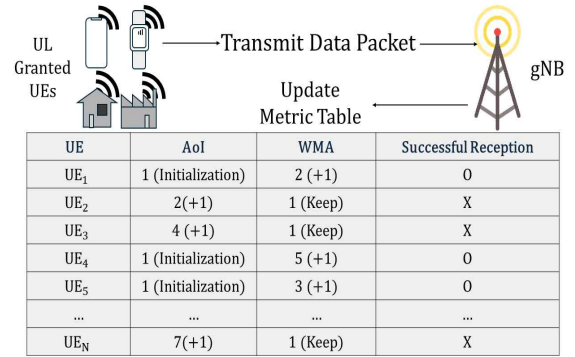 UL
Granted
UEs
Transmit Data Packet
gNB
Update
Metric Table
UE AoI WMA Successful Reception
UE₁ 1 (Initialization) 2 (+1) O
UE₂ 2(+1) 1 (Keep) X
UE₃ 4 (+1) 1 (Keep) X
UE₄ 1 (Initialization) 5 (+1) O
UE₅ 1 (Initialization) 3 (+1) O
... ... ... ...
UE_N 7(+1) 1 (Keep) X